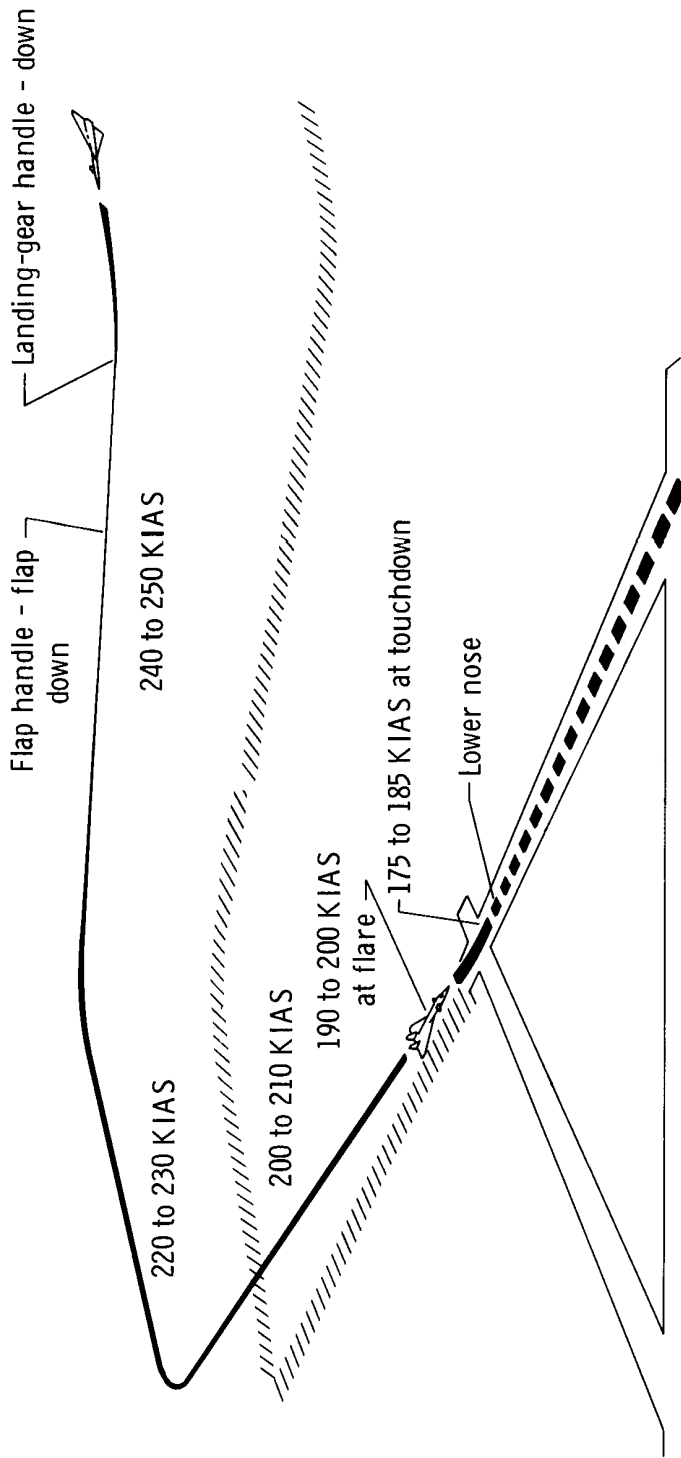 Landing-gear handle - down
Flap handle - flap
down
240 to 250 KIAS
220 to 230 KIAS
200 to 210 KIAS
190 to 200 KIAS
at flare
175 to 185 KIAS at touchdown
Lower nose